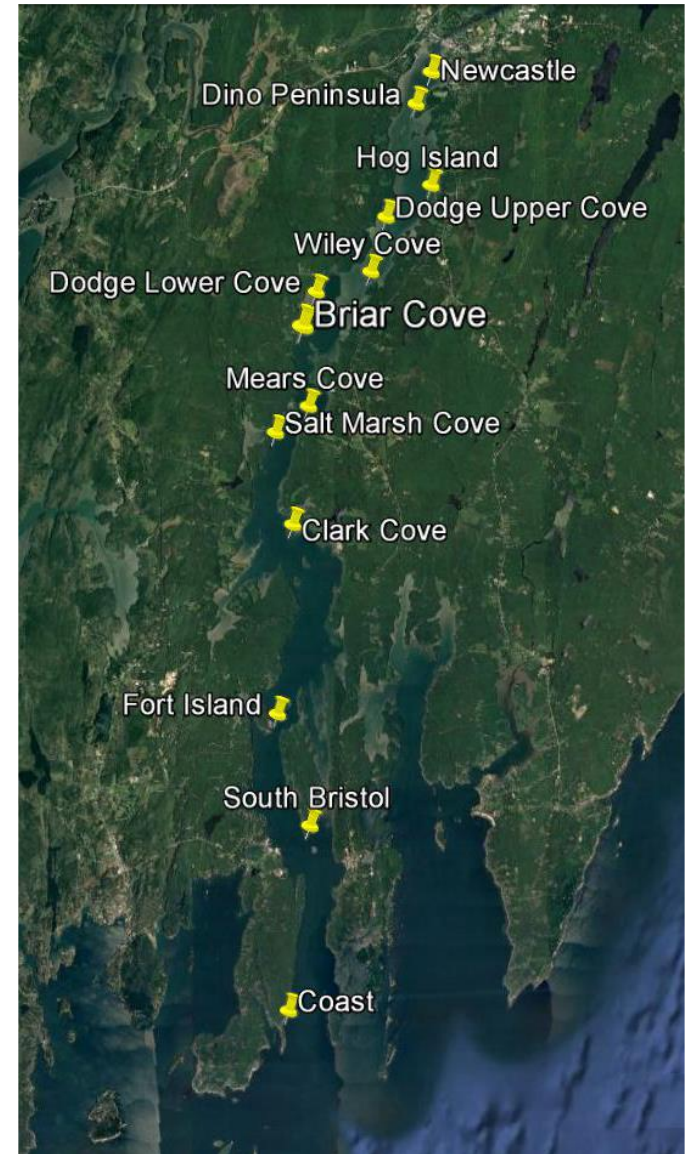 Newcastle
Dino Peninsula
Hog Island
Dodge Upper Cove
Wiley Cove
Dodge Lower Cove
Briar Cove
Mears Cove
Salt Marsh Cove
Clark Cove
Fort Island
South Bristol
Coast